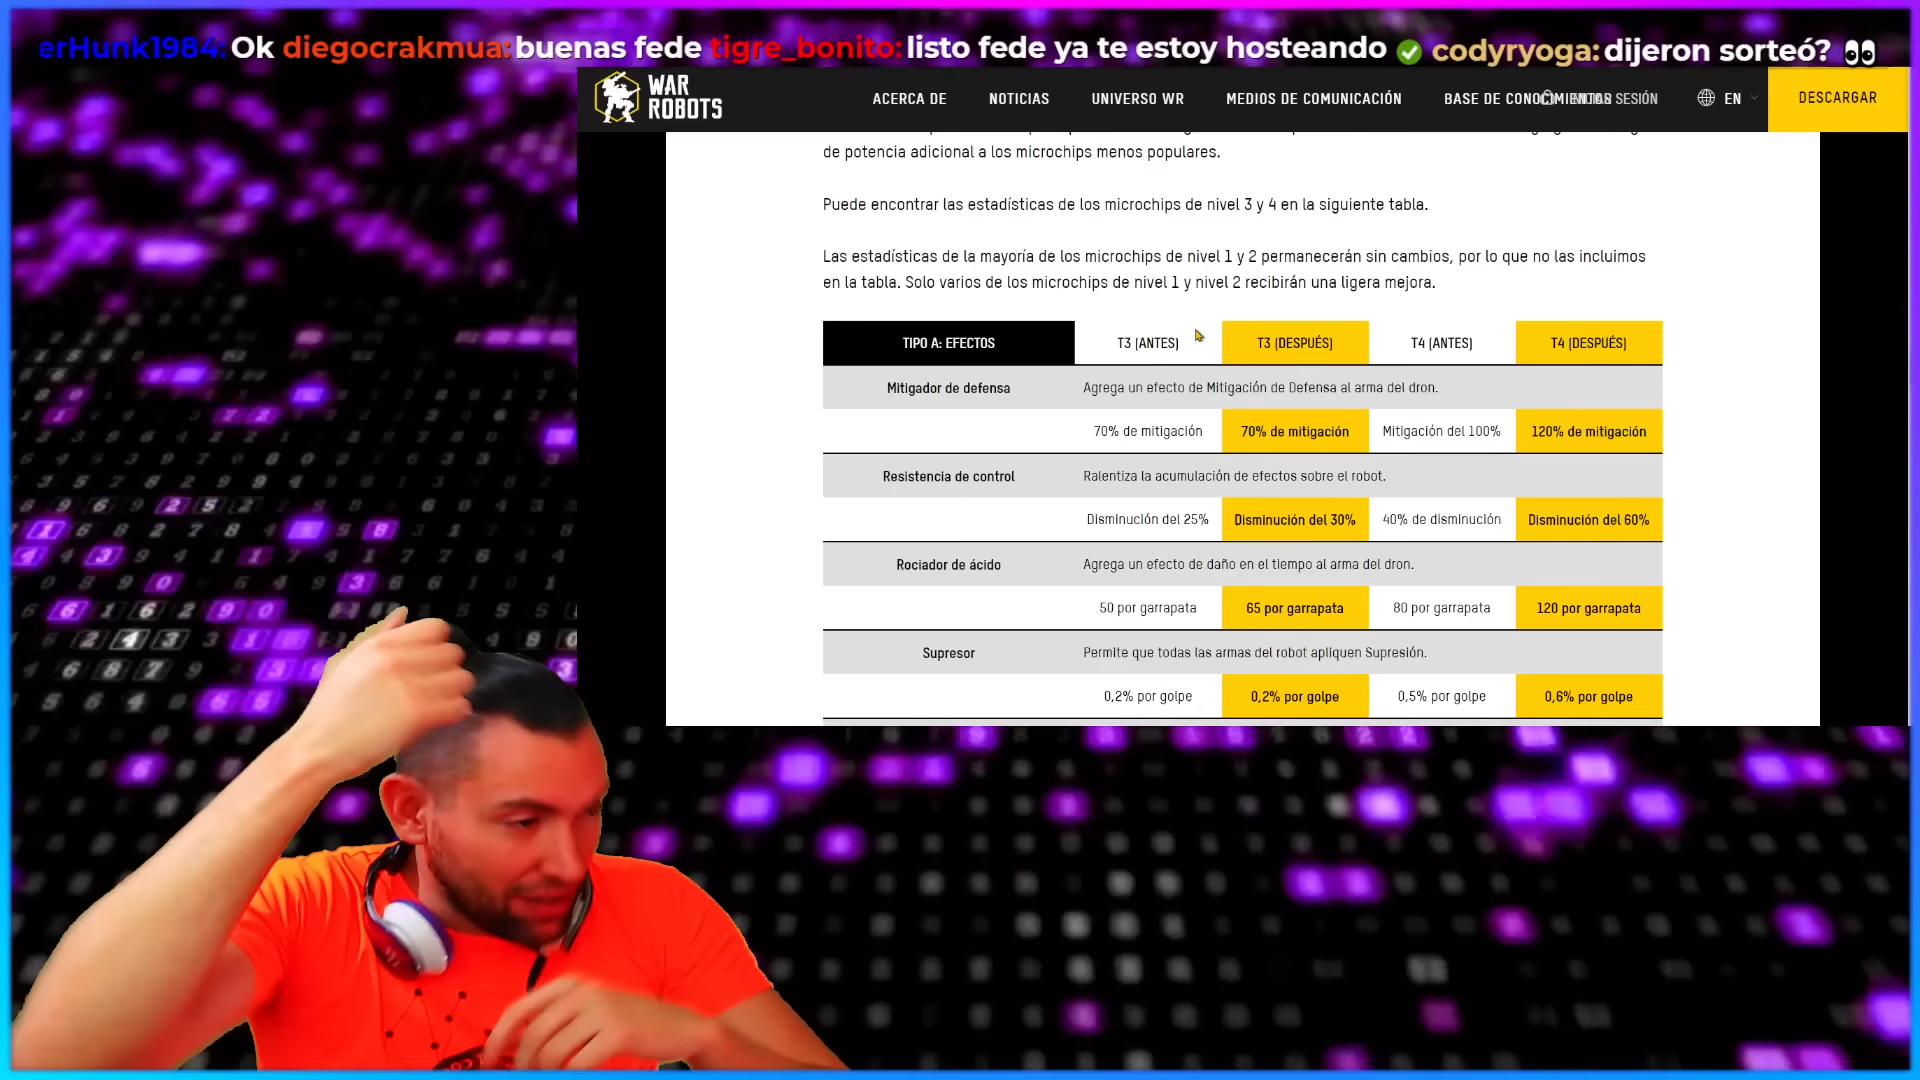 erHunk1984: Ok diegocrakmua: buenas fede tigre_bonito: listo fede ya te estoy hosteando ✅ codyryoga: dijeron sorteó? 👀
WAR ROBOTS
ACERCA DE NOTICIAS UNIVERSO WR MEDIOS DE COMUNICACIÓN BASE DE CONOCIMIENTOS SESIÓN EN DESCARGAR
de potencia adicional a los microchips menos populares.
Puede encontrar las estadísticas de los microchips de nivel 3 y 4 en la siguiente tabla.
Las estadísticas de la mayoría de los microchips de nivel 1 y 2 permanecerán sin cambios, por lo que no las incluimos
en la tabla. Solo varios de los microchips de nivel 1 y nivel 2 recibirán una ligera mejora.
TIPO A: EFECTOS T3 (ANTES) T3 (DESPUÉS) T4 (ANTES) T4 (DESPUÉS)
Mitigador de defensa Agrega un efecto de Mitigación de Defensa al arma del dron.
70% de mitigación 70% de mitigación Mitigación del 100% 120% de mitigación
Resistencia de control Ralentiza la acumulación de efectos sobre el robot.
Disminución del 25% Disminución del 30% 40% de disminución Disminución del 60%
Rociador de ácido Agrega un efecto de daño en el tiempo al arma del dron.
50 por garrapata 65 por garrapata 80 por garrapata 120 por garrapata
Supresor Permite que todas las armas del robot apliquen Supresión.
0,2% por golpe 0,2% por golpe 0,5% por golpe 0,6% por golpe